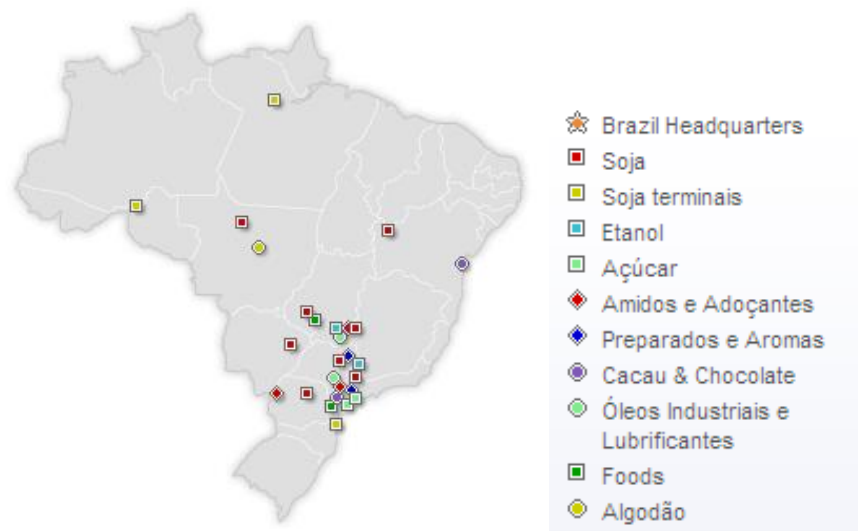 Brazil Headquarters
Soja
Soja terminais
Etanol
Açúcar
Amidos e Adoçantes
Preparados e Aromas
Cacau & Chocolate
Óleos Industriais e
Lubrificantes
Foods
Algodão